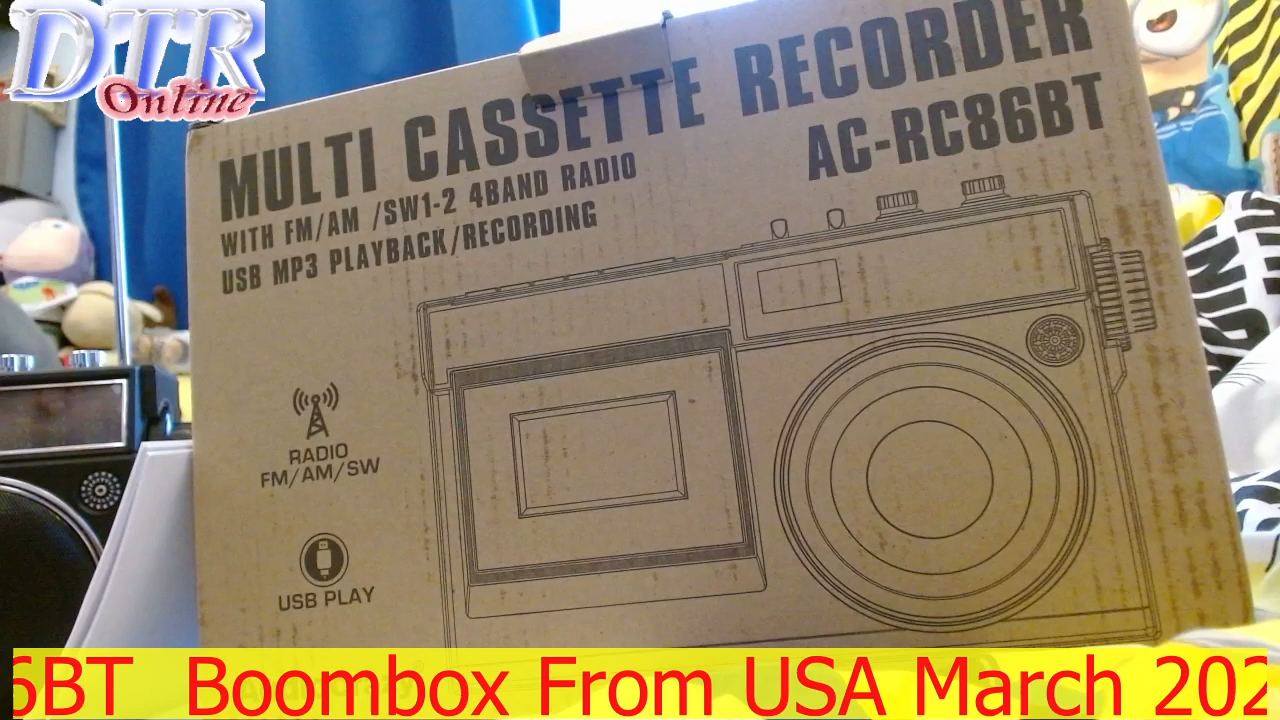 DTR
Online
MULTI CASSETTE RECORDER
AC-RC86BT
WITH FM/AM /SW1-2 4BAND RADIO
USB MP3 PLAYBACK/RECORDING
RADIO
FM/AM/SW
USB PLAY
6BT Boombox From USA March 202